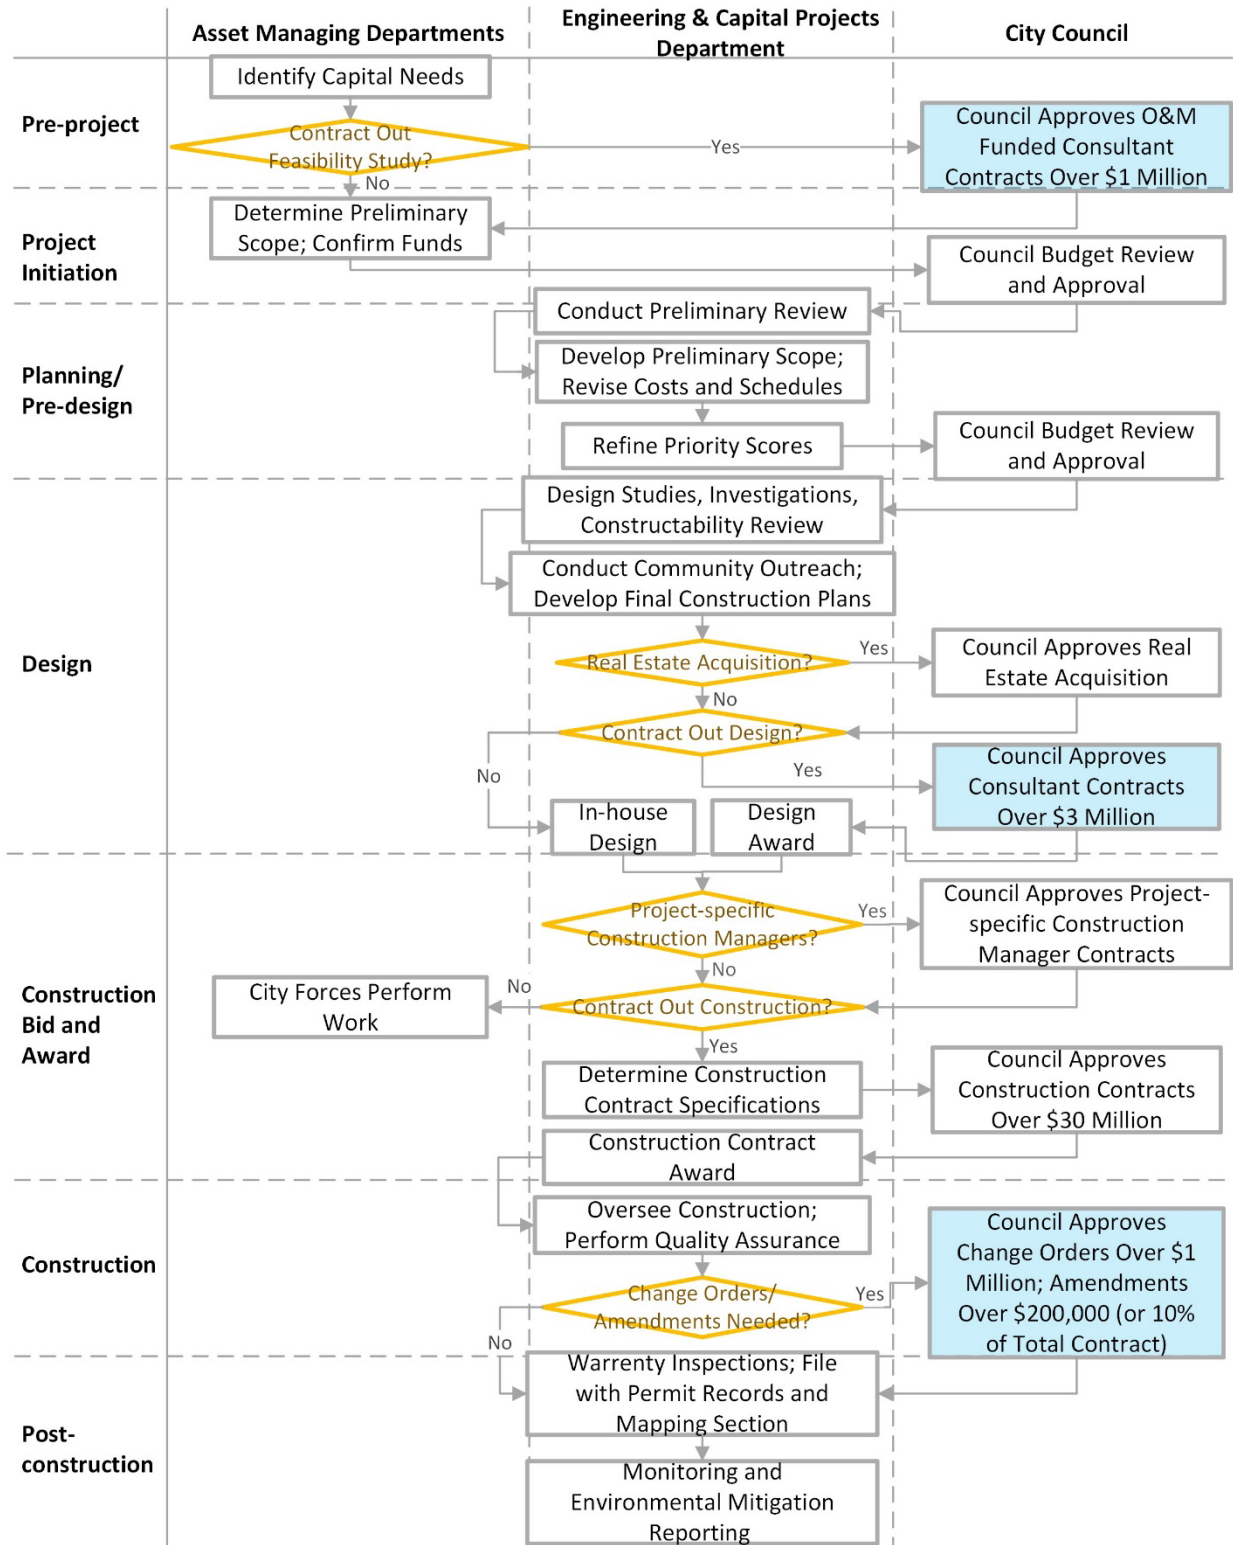 Asset Managing Departments
Engineering & Capital Projects
Department
City Council
Pre-project
Identify Capital Needs
Contract Out
Feasibility Study?
Yes
No
Council Approves O&M
Funded Consultant
Contracts Over $1 Million
Project
Initiation
Determine Preliminary
Scope; Confirm Funds
Council Budget Review
and Approval
Planning/
Pre-design
Conduct Preliminary Review
Develop Preliminary Scope;
Revise Costs and Schedules
Refine Priority Scores
Council Budget Review
and Approval
Design
Design Studies, Investigations,
Constructability Review
Conduct Community Outreach;
Develop Final Construction Plans
Real Estate Acquisition?
Yes
No
Council Approves Real
Estate Acquisition
Contract Out Design?
No
Yes
Council Approves
Consultant Contracts
Over $3 Million
In-house
Design
Design
Award
Construction
Bid and
Award
Project-specific
Construction Managers?
Yes
No
Council Approves Project-
specific Construction
Manager Contracts
Contract Out Construction?
No
Yes
City Forces Perform
Work
Determine Construction
Contract Specifications
Council Approves
Construction Contracts
Over $30 Million
Construction Contract
Award
Construction
Oversee Construction;
Perform Quality Assurance
Change Orders/
Amendments Needed?
Yes
No
Council Approves
Change Orders Over $1
Million; Amendments
Over $200,000 (or 10%
of Total Contract)
Post-
construction
Warrenty Inspections; File
with Permit Records and
Mapping Section
Monitoring and
Environmental Mitigation
Reporting